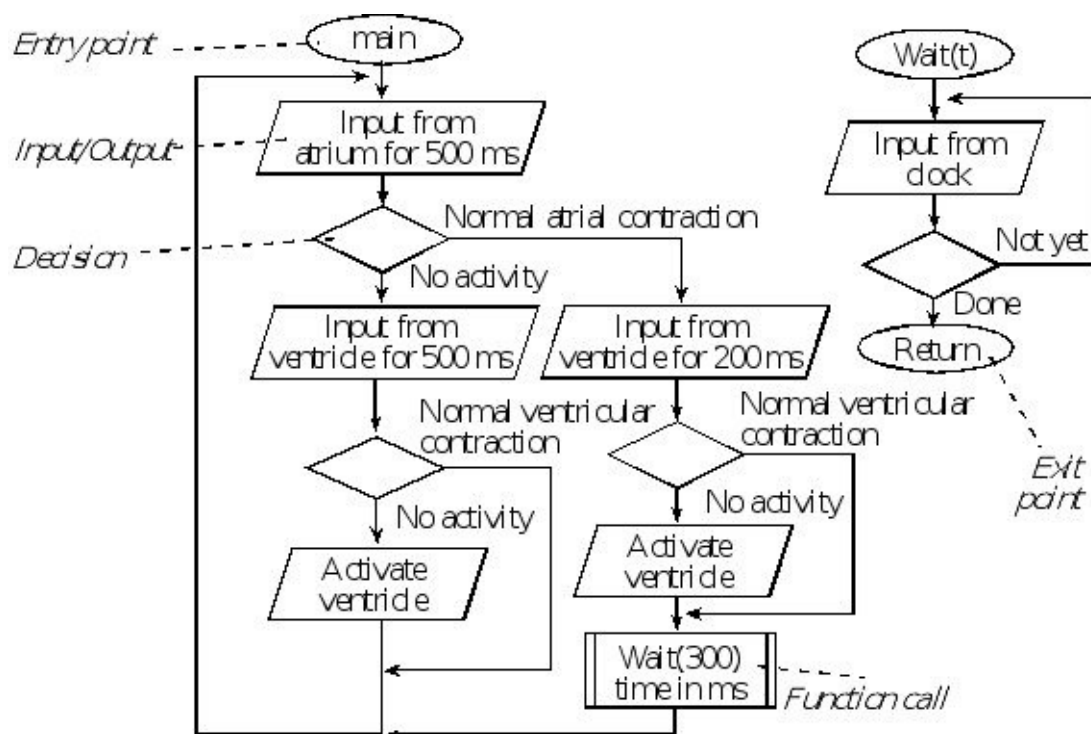 Entry point
main
Input/Output
Input from
atrium for 500 ms
Normal atrial contraction
Decision
No activity
Input from
ventricle for 500 ms
Input from
ventricle for 200 ms
Normal ventricular
contraction
Normal ventricular
contraction
No activity
No activity
Activate
ventricle
Activate
ventricle
Wait(300)
time in ms
Function call
Wait(t)
Input from
clock
Not yet
Done
Return
Exit
point